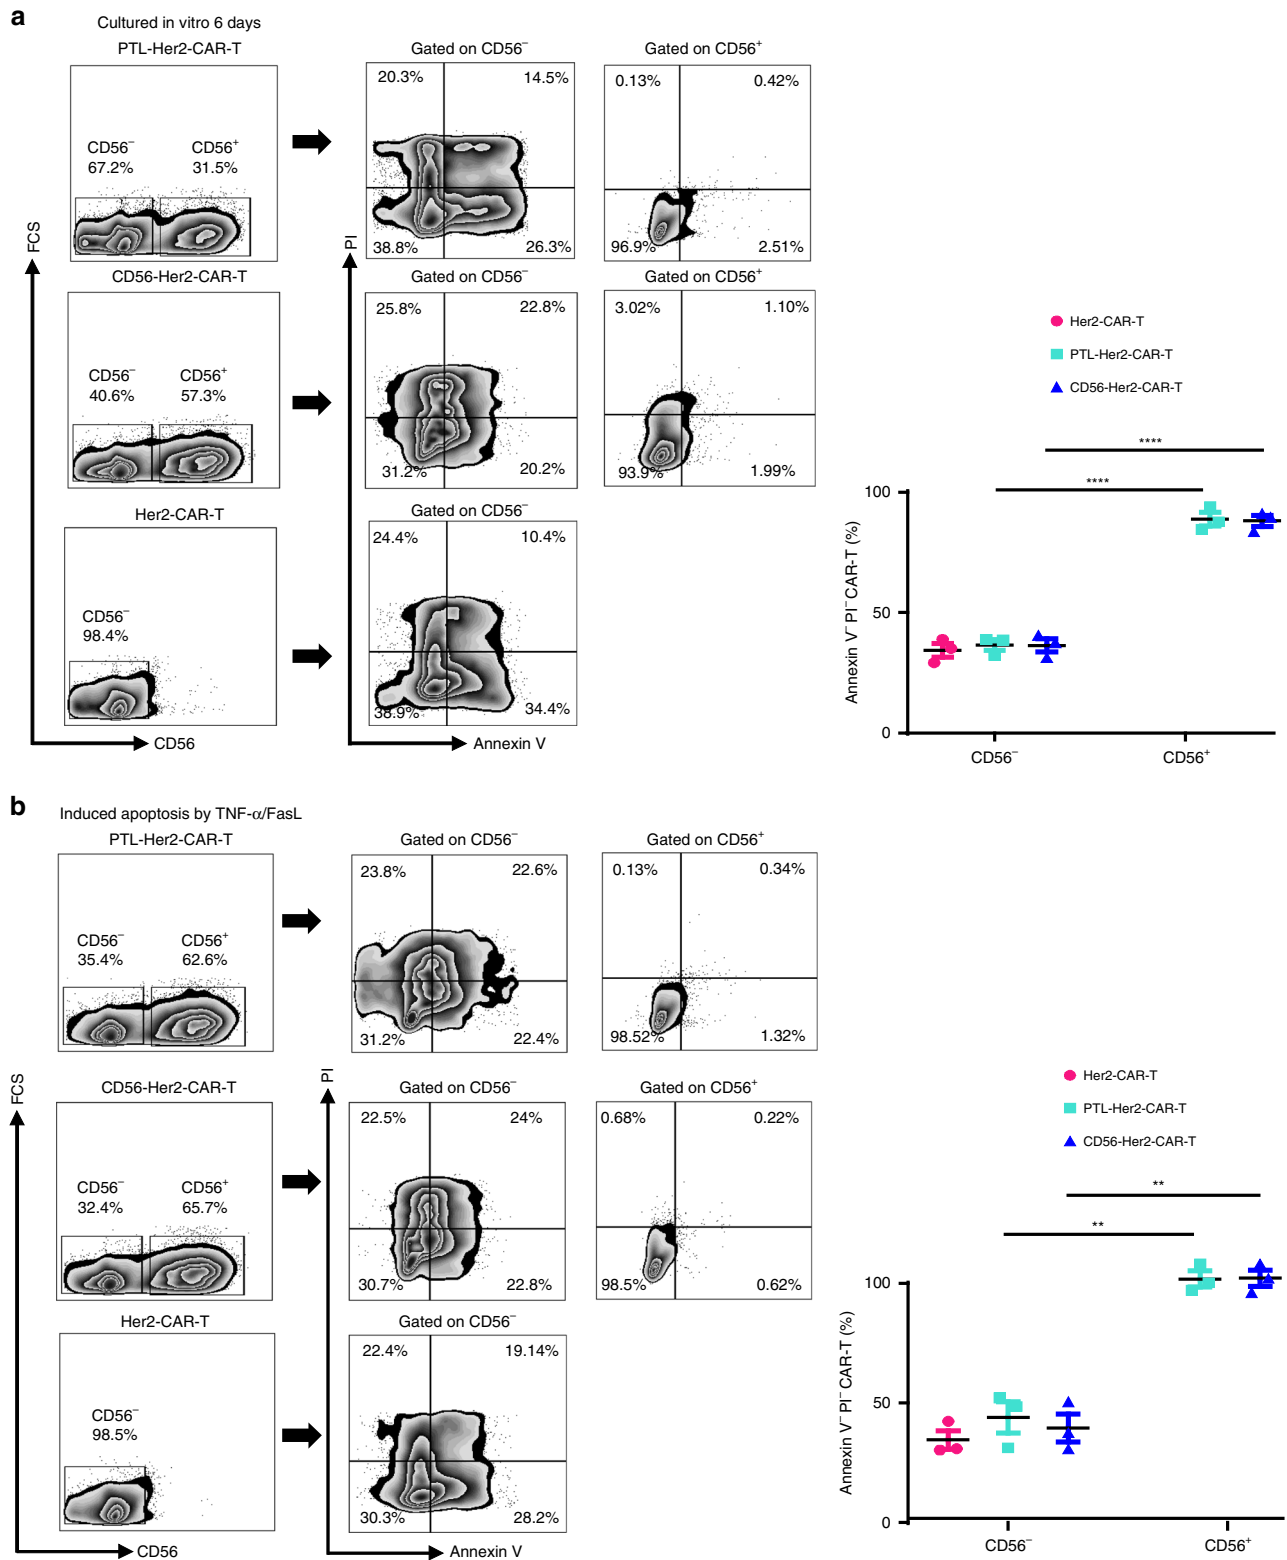 a
Cultured in vitro 6 days
PTL-Her2-CAR-T
Gated on CD56⁻
Gated on CD56⁺
20.3%
14.5%
0.13%
0.42%
CD56⁻
CD56⁺
67.2%
31.5%
38.8%
26.3%
96.9%
2.51%
FCS
PI
CD56-Her2-CAR-T
Gated on CD56⁻
Gated on CD56⁺
25.8%
22.8%
3.02%
1.10%
CD56⁻
CD56⁺
40.6%
57.3%
31.2%
20.2%
93.9%
1.99%
Her2-CAR-T
Gated on CD56⁻
24.4%
10.4%
CD56⁻
98.4%
38.9%
34.4%
CD56
Annexin V
Her2-CAR-T
PTL-Her2-CAR-T
CD56-Her2-CAR-T
****
****
Annexin V⁻ PI⁻ CAR-T (%)
100
50
0
CD56⁻
CD56⁺
b
Induced apoptosis by TNF-α/FasL
PTL-Her2-CAR-T
Gated on CD56⁻
Gated on CD56⁺
23.8%
22.6%
0.13%
0.34%
CD56⁻
CD56⁺
35.4%
62.6%
31.2%
22.4%
98.52%
1.32%
FCS
PI
CD56-Her2-CAR-T
Gated on CD56⁻
Gated on CD56⁺
22.5%
24%
0.68%
0.22%
CD56⁻
CD56⁺
32.4%
65.7%
30.7%
22.8%
98.5%
0.62%
Her2-CAR-T
Gated on CD56⁻
22.4%
19.14%
CD56⁻
98.5%
30.3%
28.2%
CD56
Annexin V
Her2-CAR-T
PTL-Her2-CAR-T
CD56-Her2-CAR-T
**
**
Annexin V⁻ PI⁻ CAR-T (%)
100
50
0
CD56⁻
CD56⁺